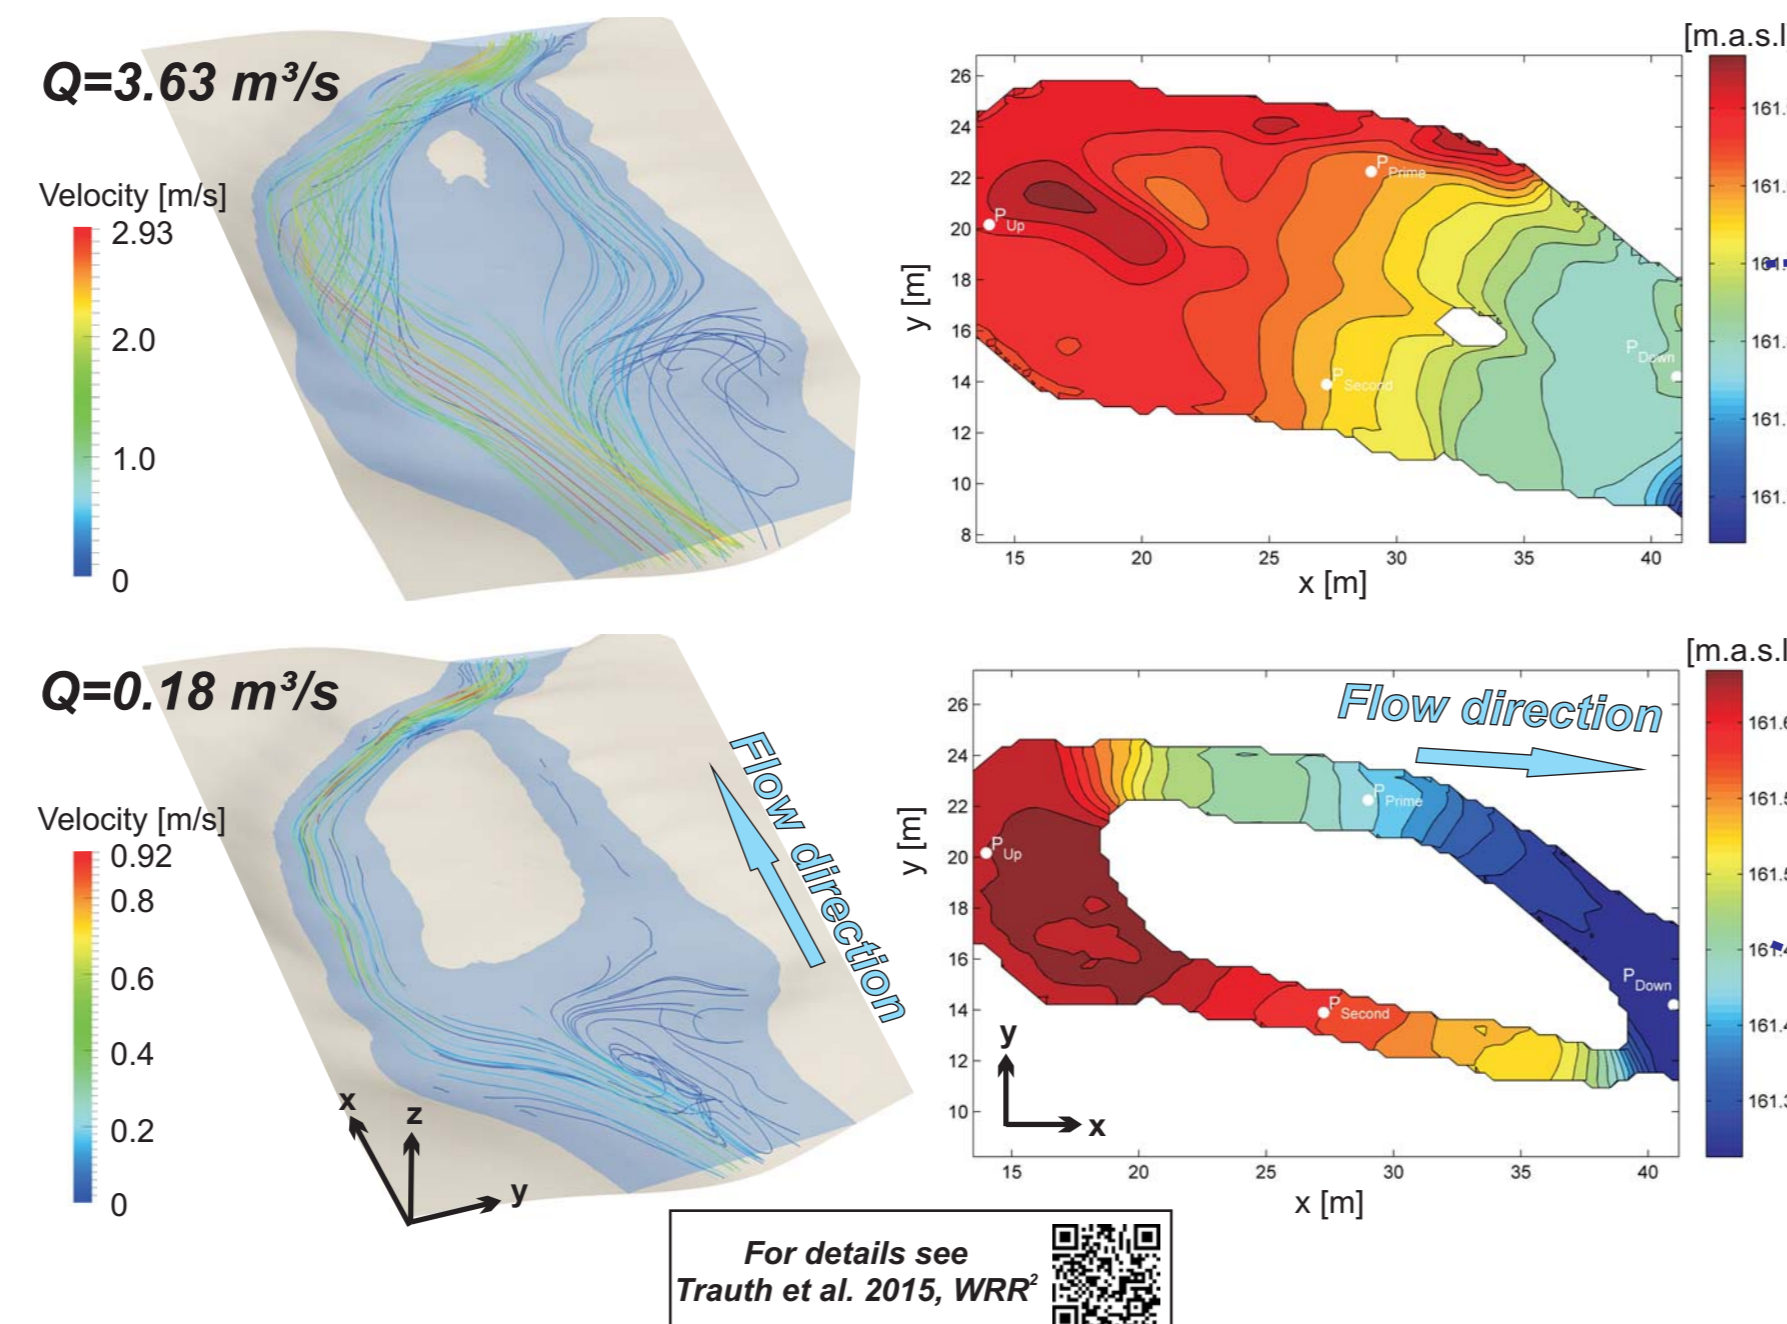 Q=3.63 m³/s
Velocity [m/s]
2.93
2.0
1.0
0
[m.a.s.l
26
24
22
20
18
16
14
12
10
8
y [m]
15
20
25
30
35
40
x [m]
P Up
P Prime
P Second
P Down
Q=0.18 m³/s
Velocity [m/s]
0.92
0.8
0.6
0.4
0.2
0
Flow direction
x
z
y
[m.a.s.l
Flow direction
26
24
22
20
18
16
14
12
10
y [m]
15
20
25
30
35
40
x [m]
P Up
P Prime
P Second
P Down
y
x
For details see
Trauth et al. 2015, WRR²